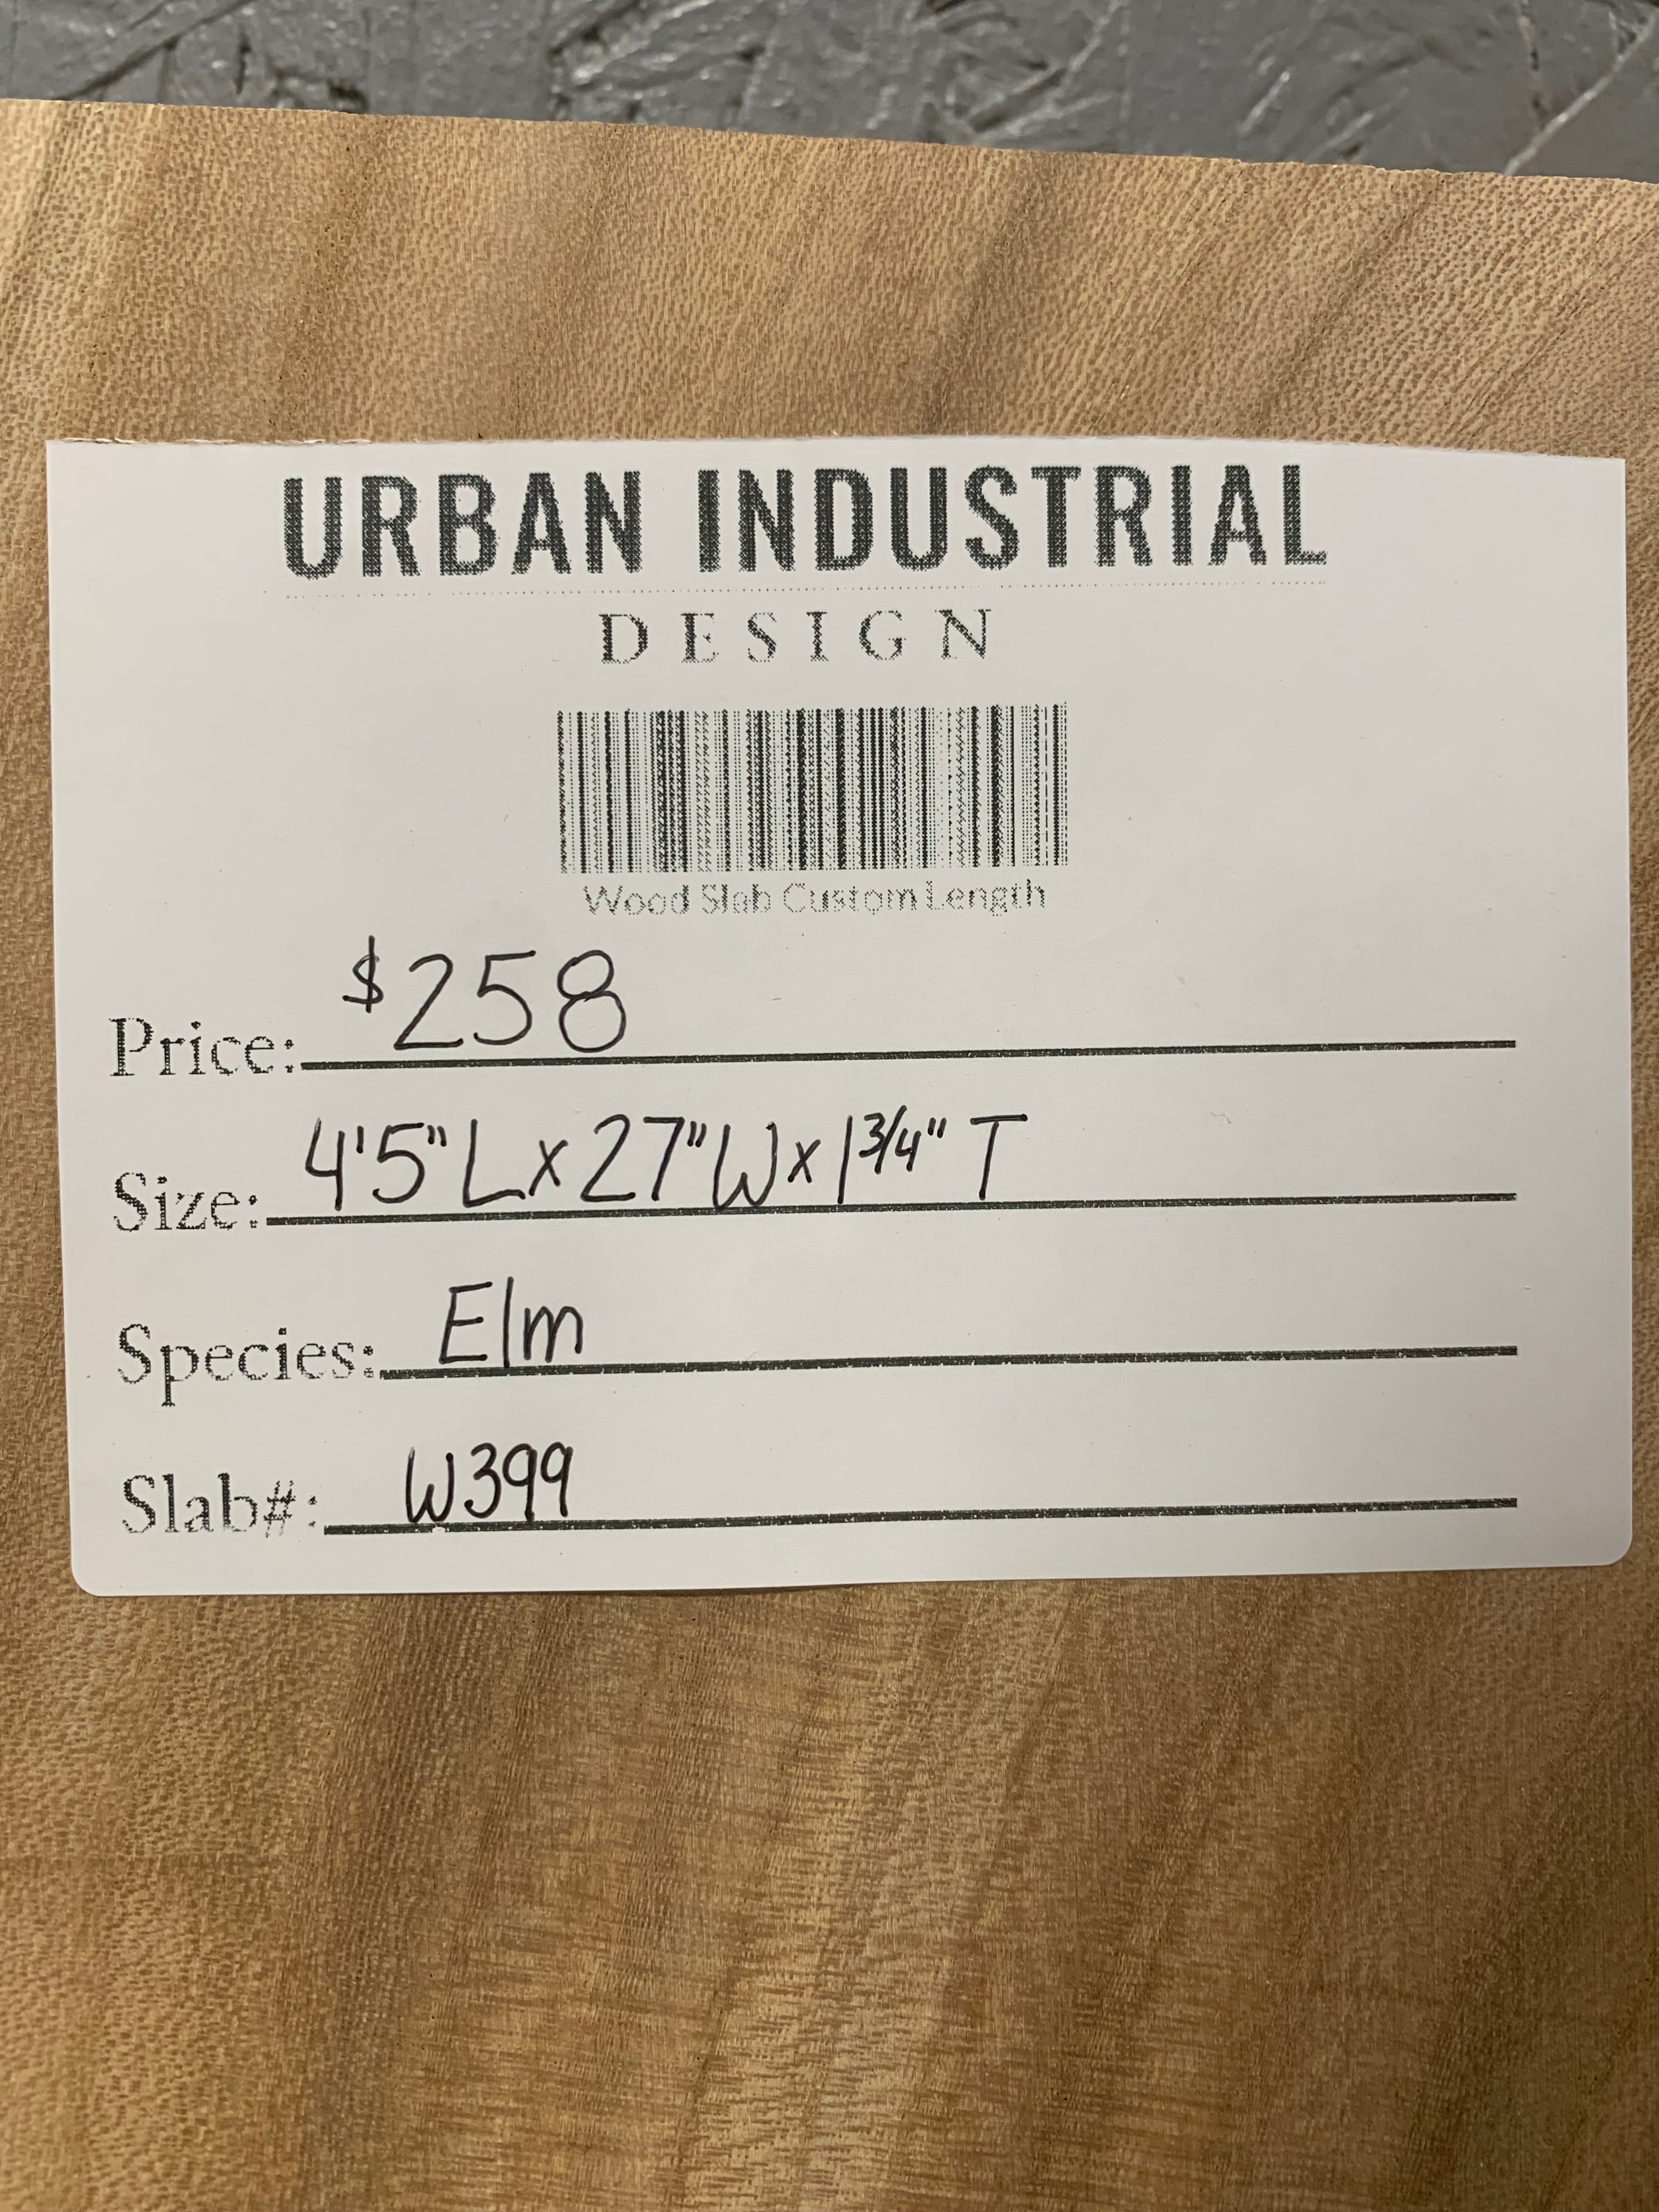 URBAN INDUSTRIAL
DESIGN
Wood Slab Custom Length
Price: $258
Size: 4'5" L x 27" W x 1 3/4" T
Species: Elm
Slab#: W399